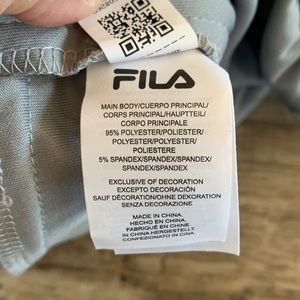 FILA
MAIN BODY/CUERPO PRINCIPAL/
CORPS PRINCIPAL/HAUPTTEIL/
CORPO PRINCIPALE
95% POLYESTER/POLIESTER/
POLYESTER/POLYESTER/
POLIESTERE
5% SPANDEX/SPANDEX/SPANDEX/
SPANDEX/SPANDEX
EXCLUSIVE OF DECORATION
EXCEPTO DECORACIÓN
SAUF DÉCORATION/OHNE DEKORATION
SENZA DECORAZIONE
MADE IN CHINA.
HECHO EN CHINA.
FABRIQUÉ EN CHINE.
IN CHINA HERGESTELLT.
CONFEZIONATO IN CINA.